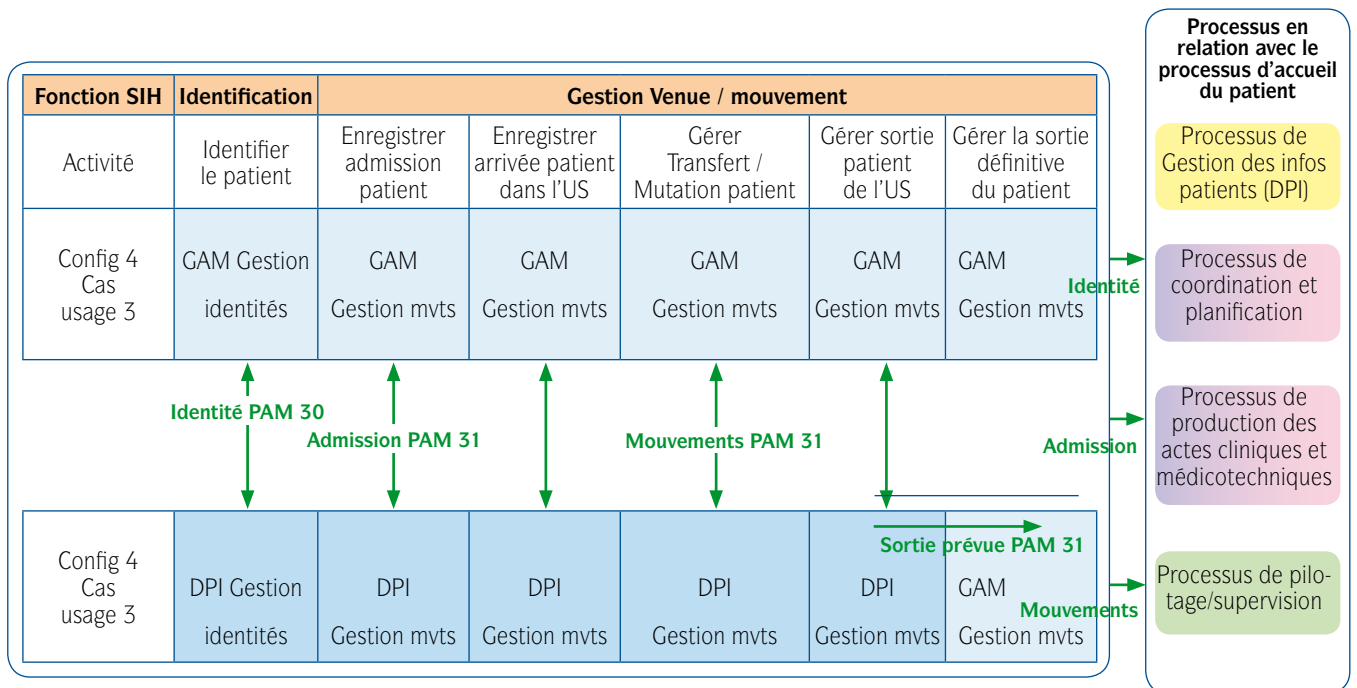 Fonction SIH
Identification
Gestion Venue / mouvement
Activité
Identifier
le patient
Enregistrer
admission
patient
Enregistrer
arrivée patient
dans l'US
Gérer
Transfert /
Mutation patient
Gérer sortie
patient
de l'US
Gérer la sortie
définitive
du patient
Config 4
Cas
usage 3
GAM Gestion
identités
GAM
Gestion mvts
GAM
Gestion mvts
GAM
Gestion mvts
GAM
Gestion mvts
GAM
Gestion mvts
Identité PAM 30
Admission PAM 31
Mouvements PAM 31
Config 4
Cas
usage 3
DPI Gestion
identités
DPI
Gestion mvts
DPI
Gestion mvts
DPI
Gestion mvts
DPI
Gestion mvts
Sortie prévue PAM 31
GAM
Gestion mvts
Identité
Admission
Mouvements
Processus en
relation avec le
processus d'accueil
du patient
Processus de
Gestion des infos
patients (DPI)
Processus de
coordination et
planification
Processus de
production des
actes cliniques et
médicotechniques
Processus de pilo-
tage/supervision